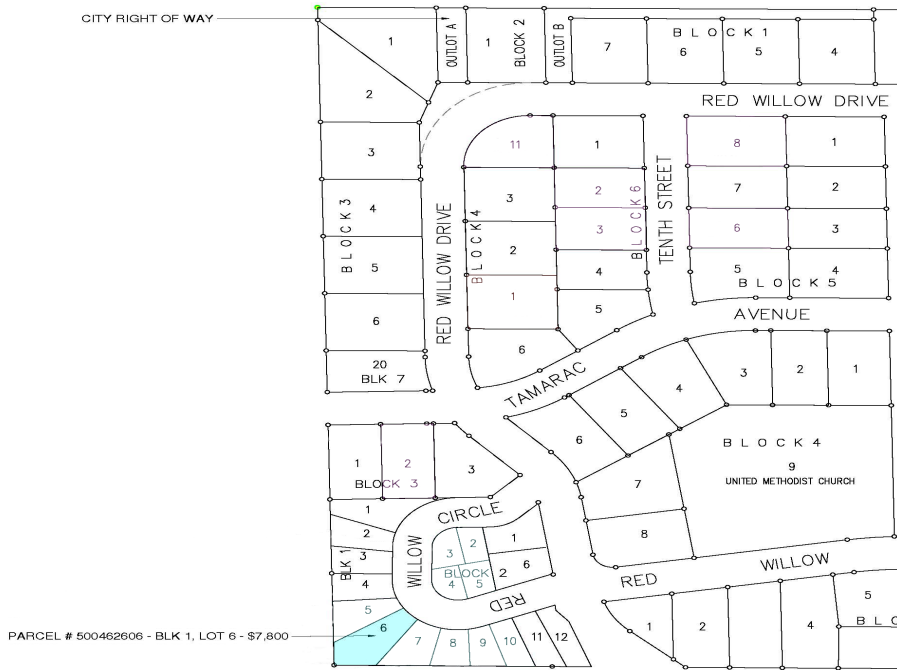 CITY RIGHT OF WAY
1
OUTLOT A
1
BLOCK 2
OUTLOT B
7
BLOCK 1
6
5
4
2
RED WILLOW DRIVE
3
11
1
8
1
BLOCK 3
4
RED WILLOW DRIVE
3
BLOCK 4
2
BLOCK 6
TENTH STREET
7
2
5
2
3
6
3
1
4
5
4
BLOCK 5
6
5
AVENUE
20
BLK 7
6
TAMARAC
4
3
2
1
6
5
BLOCK 4
9
UNITED METHODIST CHURCH
1
2
3
BLOCK 3
7
1
CIRCLE
2
8
BLK 1
3
WILLOW
3
2
1
4
BLOCK 2
4
5
6
RED
WILLOW
RED
5
PARCEL # 500462606 - BLK 1, LOT 6 - $7,800
6
7
8
9
10
11
12
1
2
4
5
BLO